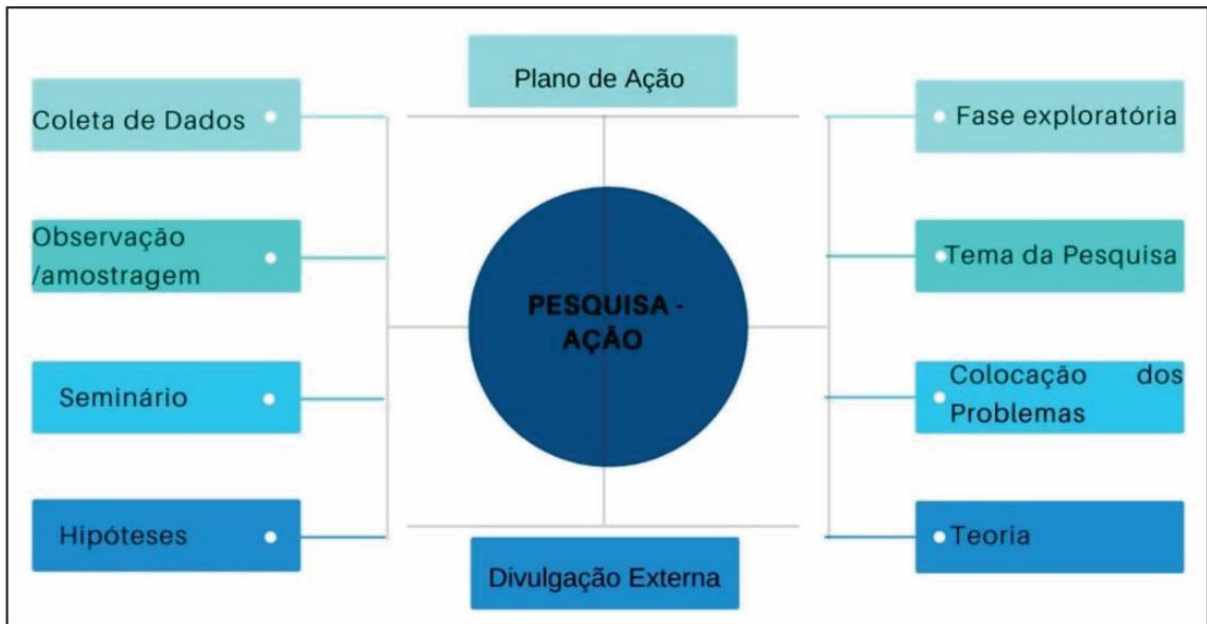 Plano de Ação
Coleta de Dados
Fase exploratória
Observação
/amostragem
Tema da Pesquisa
PESQUISA -
AÇÃO
Seminário
Colocação dos
Problemas
Hipóteses
Teoria
Divulgação Externa